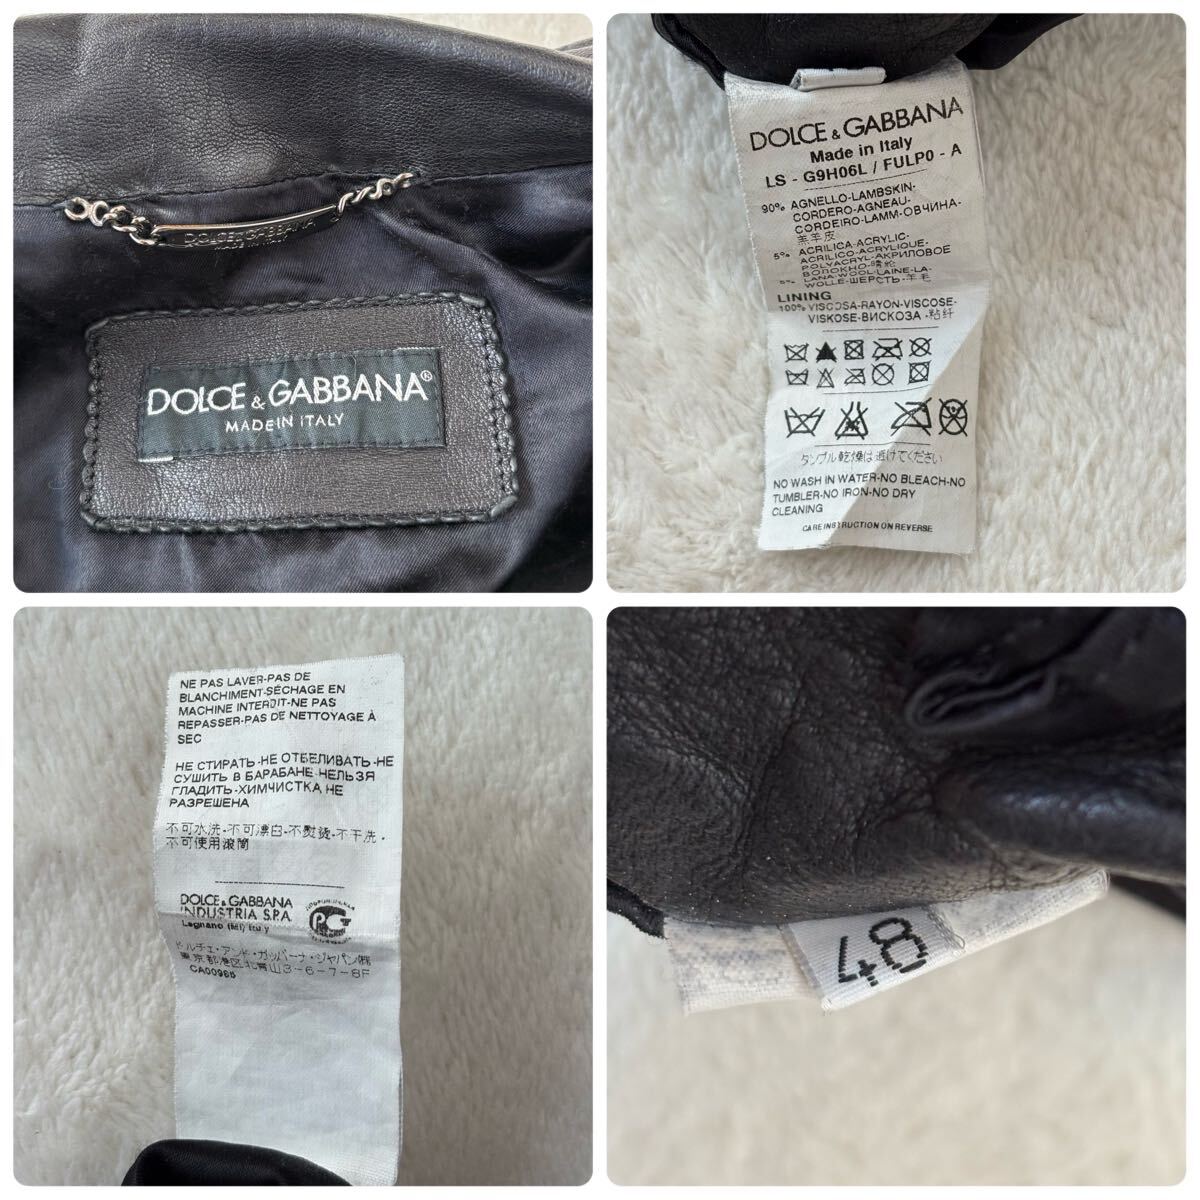 DOLCE & GABBANA
DOLCE & GABBANA®
MADE IN ITALY
DOLCE & GABBANA
Made in Italy
LS - G9H06L / FULP0 - A
90% AGNELLO-LAMBSKIN-
CORDERO-AGNEAU-
CORDEIRO-LAMM-ОВЧИНА-
羔羊皮
5% ACRILICA-ACRYLIC-
ACRILICO-ACRYLIQUE-
POLYACRYL-АКРИЛОВОЕ
ВОЛОКНО-腈纶
5% LANA-WOOL-LAINE-LA-
WOLLE-ШЕРСТЬ-羊毛
LINING
100% VISCOSA-RAYON-VISCOSE-
VISKOSE-ВИСКОЗА-粘纤
タンブル乾燥は避けてください
NO WASH IN WATER-NO BLEACH-NO
TUMBLER-NO IRON-NO DRY
CLEANING
CARE INSTRUCTION ON REVERSE
NE PAS LAVER-PAS DE
BLANCHIMENT-SÉCHAGE EN
MACHINE INTERDIT-NE PAS
REPASSER-PAS DE NETTOYAGE À
SEC
НЕ СТИРАТЬ-НЕ ОТБЕЛИВАТЬ-НЕ
СУШИТЬ В БАРАБАНЕ-НЕЛЬЗЯ
ГЛАДИТЬ-ХИМЧИСТКА НЕ
РАЗРЕШЕНА
不可水洗-不可漂白-不熨烫-不干洗-
不可使用滚筒
DOLCE & GABBANA
INDUSTRIA S.P.A.
Legnano (MI) Italy
PG
ドルチェ・アンド・ガッバーナ・ジャパン㈱
東京都港区北青山3-6-7-8F
CA00965
48